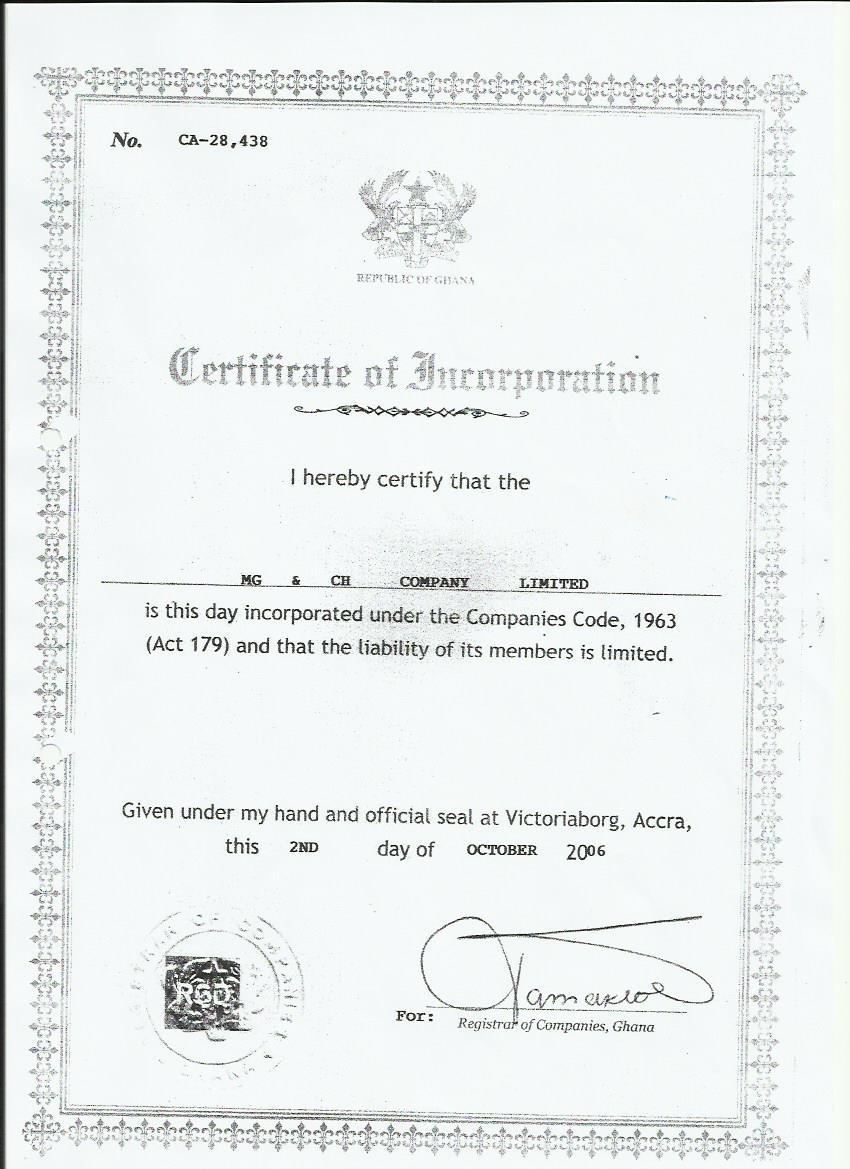 No. CA-28,438
REPUBLIC OF GHANA
Certificate of Incorporation
I hereby certify that the
MG & CH COMPANY LIMITED
is this day incorporated under the Companies Code, 1963
(Act 179) and that the liability of its members is limited.
Given under my hand and official seal at Victoriaborg, Accra,
this 2ND day of OCTOBER 2006
RGD
For:
Registrar of Companies, Ghana